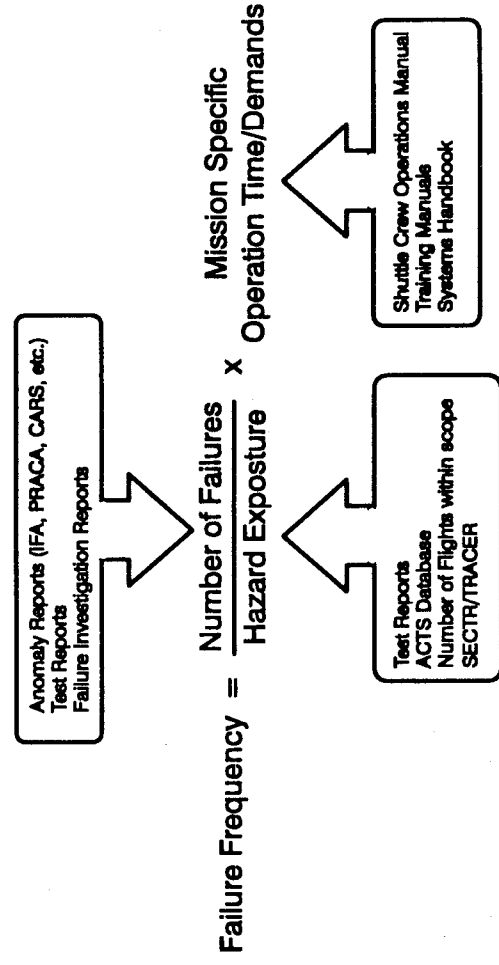 Anomaly Reports (IFA, PRACA, CARS, etc.)
Test Reports
Failure Investigation Reports
Failure Frequency = Number of Failures
Hazard Exposture
x Mission Specific
Operation Time/Demands
Test Reports
ACTS Database
Number of Flights within scope
SECTR/TRACER
Shuttle Crew Operations Manual
Training Manuals
Systems Handbook